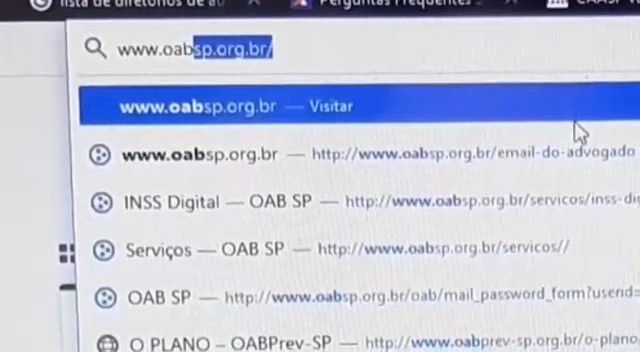 www.oabsp.org.br/
www.oabsp.org.br — Visitar
www.oabsp.org.br — http://www.oabsp.org.br/email-do-advogado
INSS Digital — OAB SP — http://www.oabsp.org.br/servicos/inss-dig
Serviços — OAB SP — http://www.oabsp.org.br/servicos//
OAB SP — http://www.oabsp.org.br/oab/mail_password_form?usend=
O PLANO – OABPrev-SP — http://www.oabprev-sp.org.br/o-plano